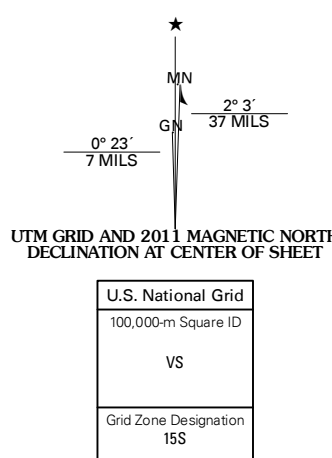 ★
MN
2° 3´
37 MILS
GN
0° 23´
7 MILS
UTM GRID AND 2011 MAGNETIC NORTH
DECLINATION AT CENTER OF SHEET
U.S. National Grid
100,000-m Square ID
VS
Grid Zone Designation
15S